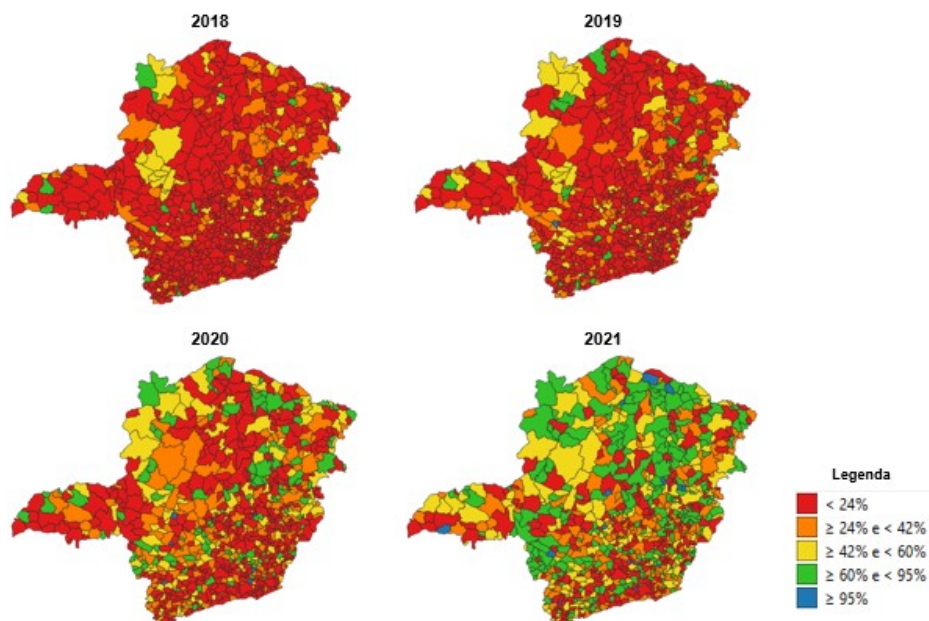 2018
2019
2020
2021
Legenda
< 24%
≥ 24% e < 42%
≥ 42% e < 60%
≥ 60% e < 95%
≥ 95%